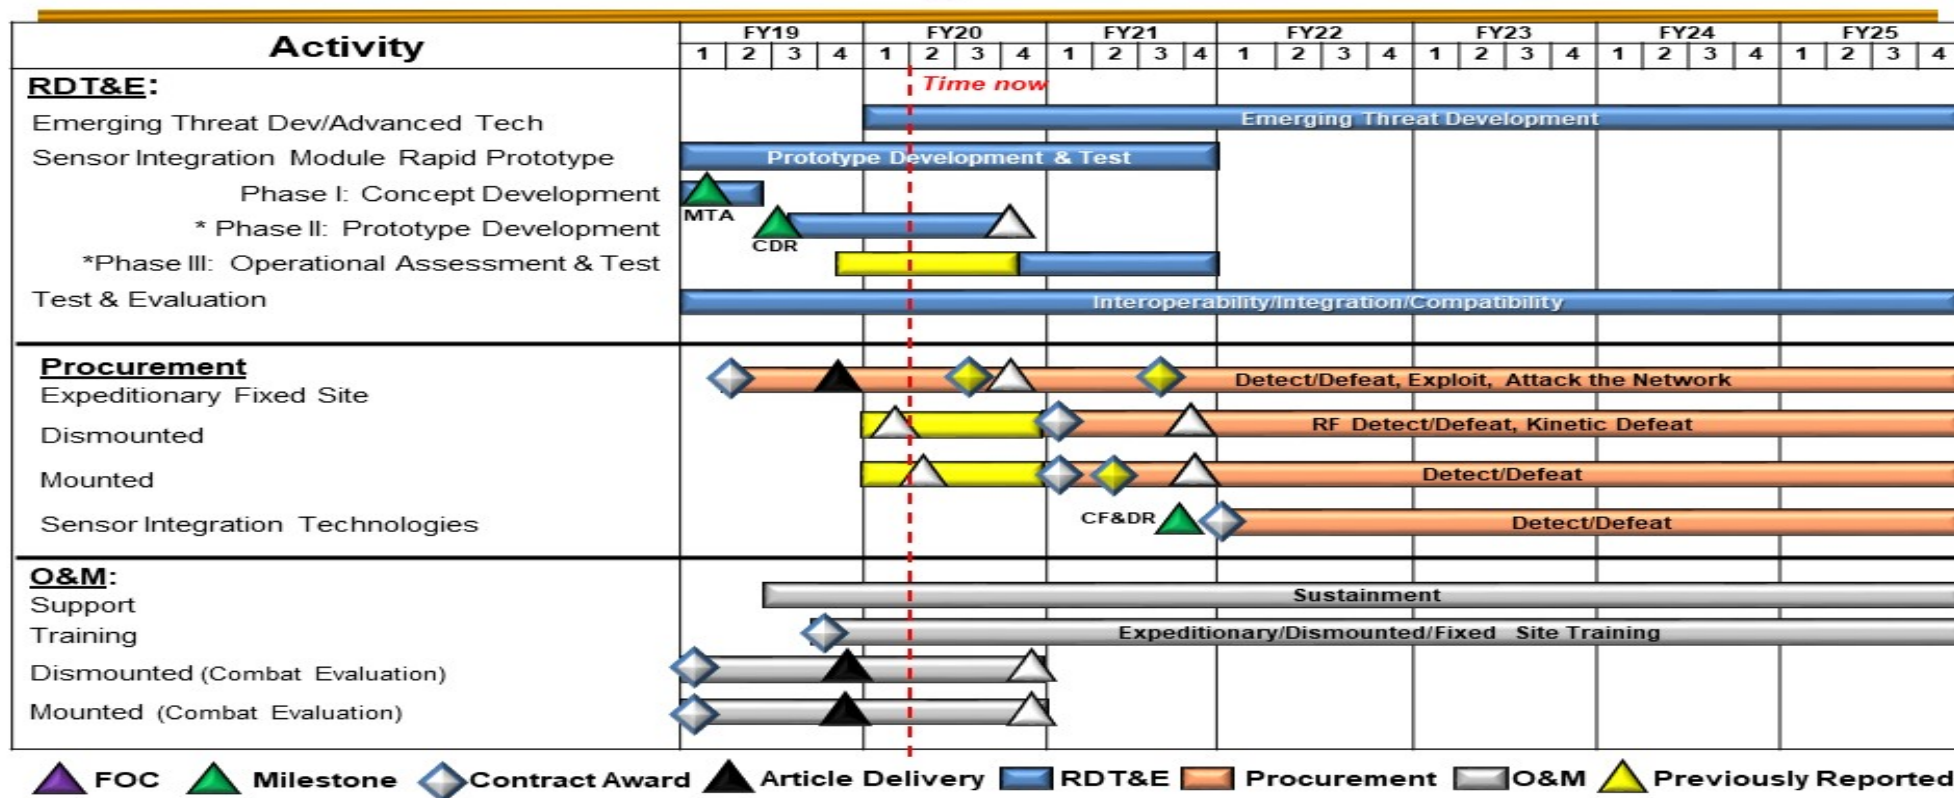 Activity
FY19 FY20 FY21 FY22 FY23 FY24 FY25
1 2 3 4 1 2 3 4 1 2 3 4 1 2 3 4 1 2 3 4 1 2 3 4 1 2 3 4
RDT&E:
Time now
Emerging Threat Dev/Advanced Tech
Emerging Threat Development
Sensor Integration Module Rapid Prototype
Prototype Development & Test
Phase I: Concept Development
MTA
* Phase II: Prototype Development
CDR
*Phase III: Operational Assessment & Test
Test & Evaluation
Interoperability/Integration/Compatibility
Procurement
Expeditionary Fixed Site
Detect/Defeat, Exploit, Attack the Network
Dismounted
RF Detect/Defeat, Kinetic Defeat
Mounted
Detect/Defeat
Sensor Integration Technologies
CF&DR
Detect/Defeat
O&M:
Support
Sustainment
Training
Expeditionary/Dismounted/Fixed Site Training
Dismounted (Combat Evaluation)
Mounted (Combat Evaluation)
FOC Milestone Contract Award Article Delivery RDT&E Procurement O&M Previously Reported